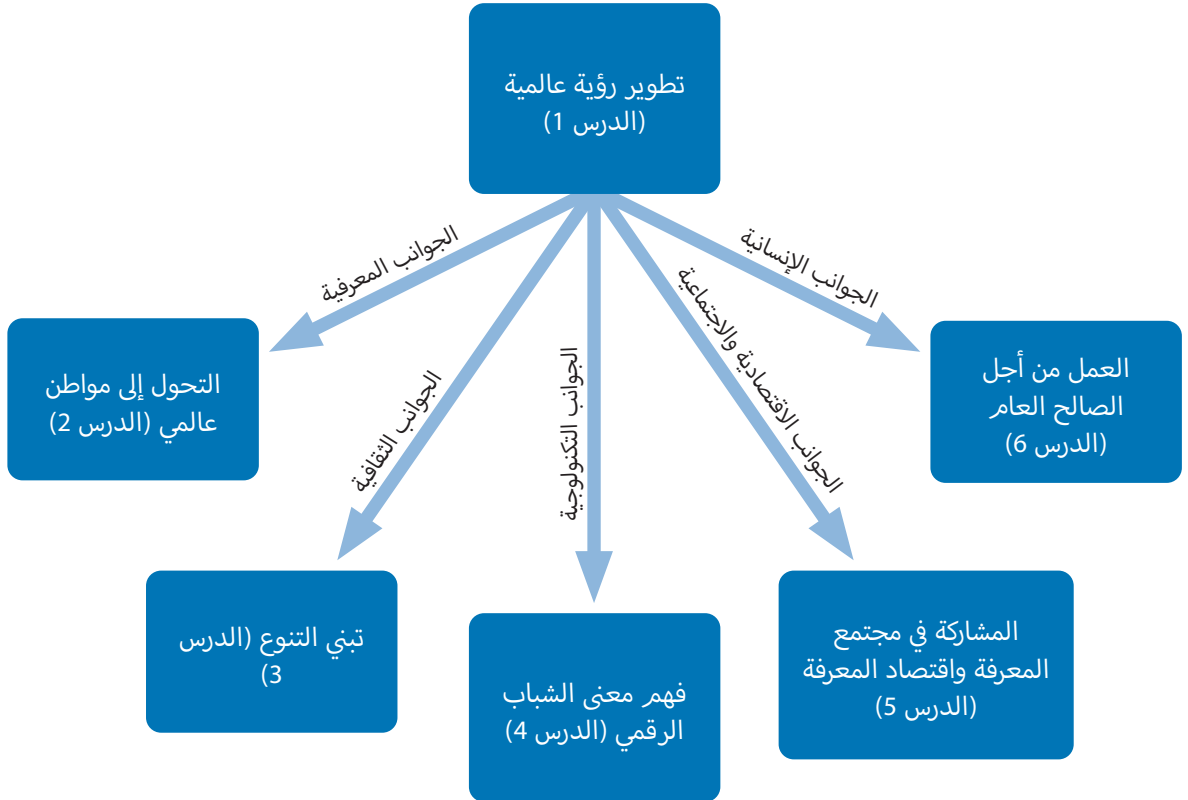 تطوير رؤية عالمية
(الدرس 1)
الجوانب الإنسانية
الجوانب الاقتصادية والاجتماعية
الجوانب التكنولوجية
الجوانب الثقافية
الجوانب المعرفية
العمل من أجل
الصالح العام
(الدرس 6)
التحول إلى مواطن
عالمي (الدرس 2)
المشاركة في مجتمع
المعرفة واقتصاد المعرفة
(الدرس 5)
فهم معنى الشباب
الرقمي (الدرس 4)
تبني التنوع (الدرس
3)